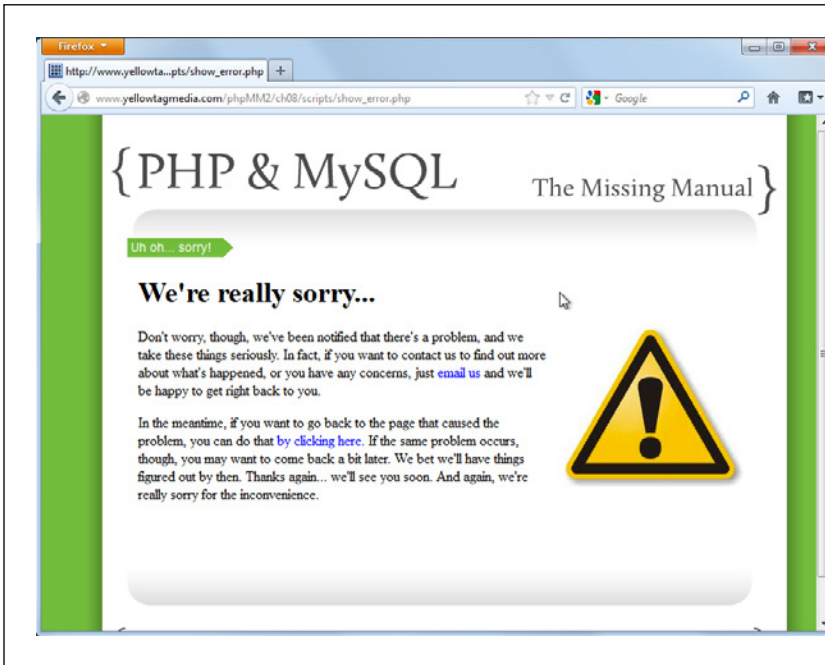 Firefox
http://www.yellowta...pts/show_error.php
www.yellowtagmedia.com/phpMM2/ch08/scripts/show_error.php
Google
{PHP & MySQL
The Missing Manual}
Uh oh... sorry!
We're really sorry...
Don't worry, though, we've been notified that there's a problem, and we
take these things seriously. In fact, if you want to contact us to find out more
about what's happened, or you have any concerns, just email us and we'll
be happy to get right back to you.
In the meantime, if you want to go back to the page that caused the
problem, you can do that by clicking here. If the same problem occurs,
though, you may want to come back a bit later. We bet we'll have things
figured out by then. Thanks again... we'll see you soon. And again, we're
really sorry for the inconvenience.